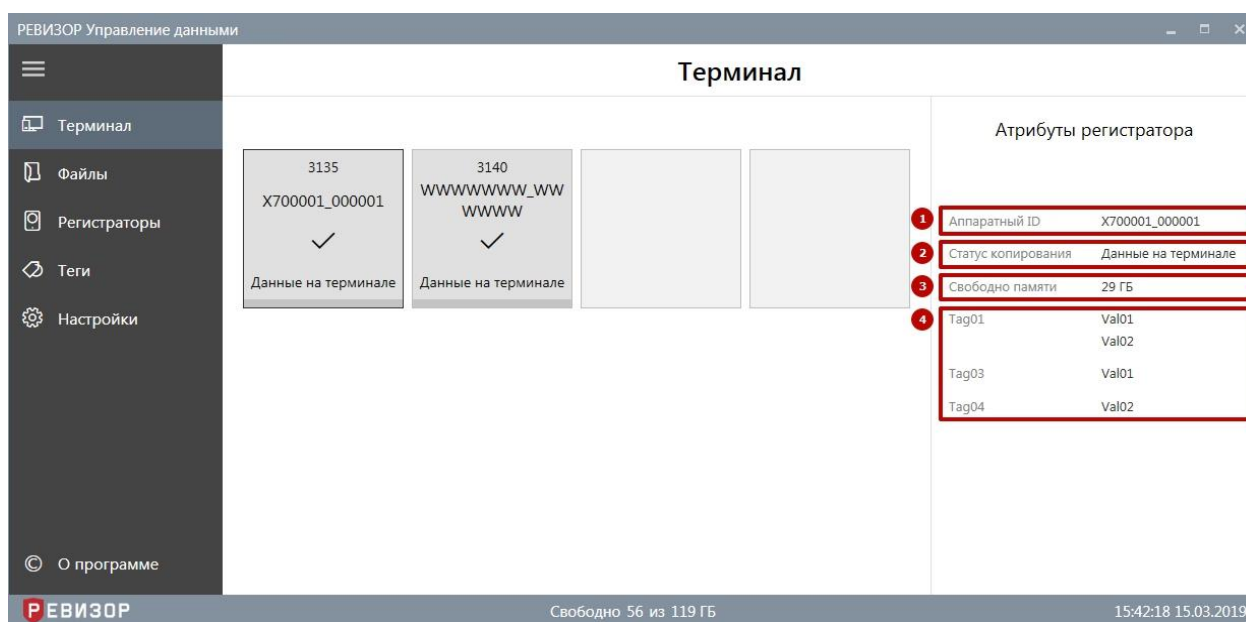 РЕВИЗОР Управление данными
Терминал
Терминал
Файлы
Регистраторы
Теги
Настройки
О программе
3135
X700001_000001
Данные на терминале
3140
WWWWWWW_WW
WWWW
Данные на терминале
Атрибуты регистратора
1 Аппаратный ID X700001_000001
2 Статус копирования Данные на терминале
3 Свободно памяти 29 ГБ
4 Tag01 Val01
Val02
Tag03 Val01
Tag04 Val02
РЕВИЗОР
Свободно 56 из 119 ГБ
15:42:18 15.03.2019